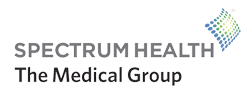 SPECTRUM HEALTH
The Medical Group